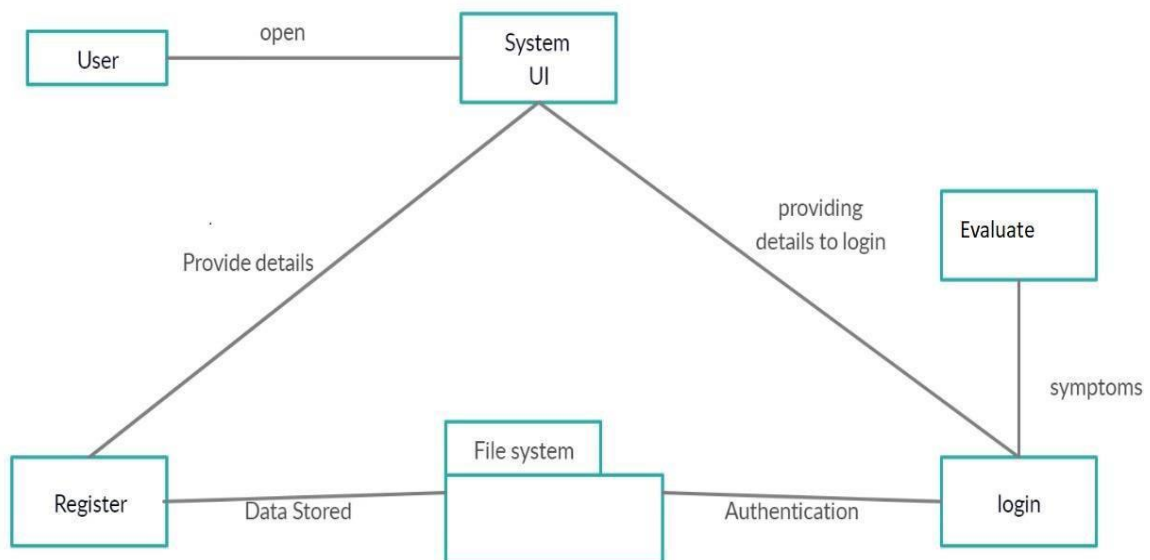 open
User
System
UI
providing
details to login
Evaluate
Provide details
symptoms
File system
Register
Data Stored
Authentication
login